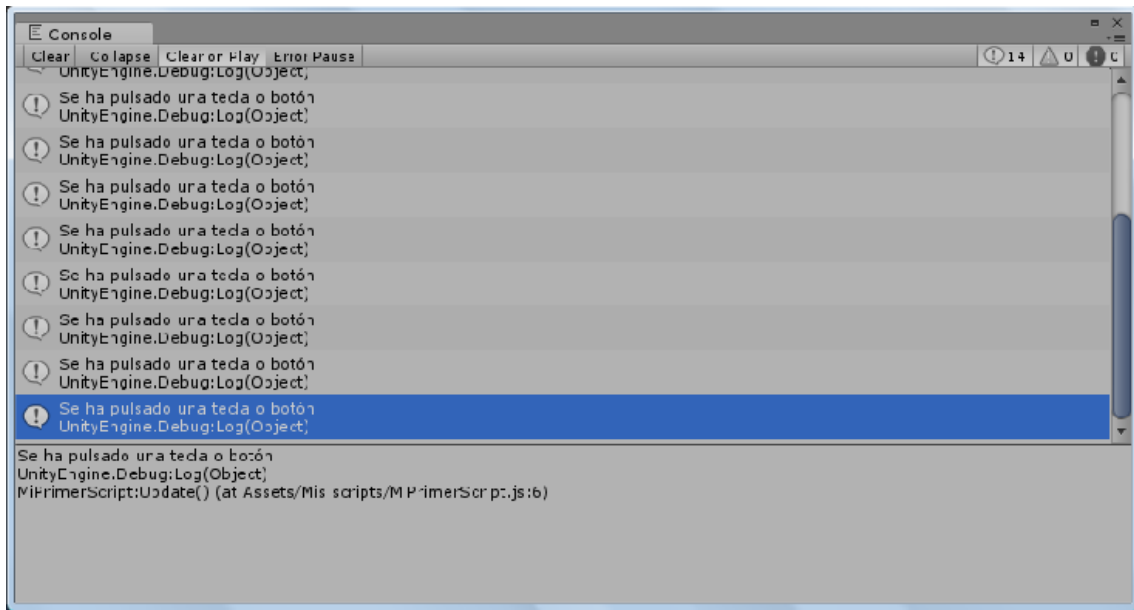 Console
Clear Collapse Clear on Play Error Pause 14 0 0
UnityEngine.Debug:Log(Object)
Se ha pulsado una tecla o botón
UnityEngine.Debug:Log(Object)
Se ha pulsado una tecla o botón
UnityEngine.Debug:Log(Object)
Se ha pulsado una tecla o botón
UnityEngine.Debug:Log(Object)
Se ha pulsado una tecla o botón
UnityEngine.Debug:Log(Object)
Se ha pulsado una tecla o botón
UnityEngine.Debug:Log(Object)
Se ha pulsado una tecla o botón
UnityEngine.Debug:Log(Object)
Se ha pulsado una tecla o botón
UnityEngine.Debug:Log(Object)
Se ha pulsado una tecla o botón
UnityEngine.Debug:Log(Object)
Se ha pulsado una tecla o botón
UnityEngine.Debug:Log(Object)
MiPrimerScript:Update() (at Assets/Mis scripts/MiPrimerScript.js:6)